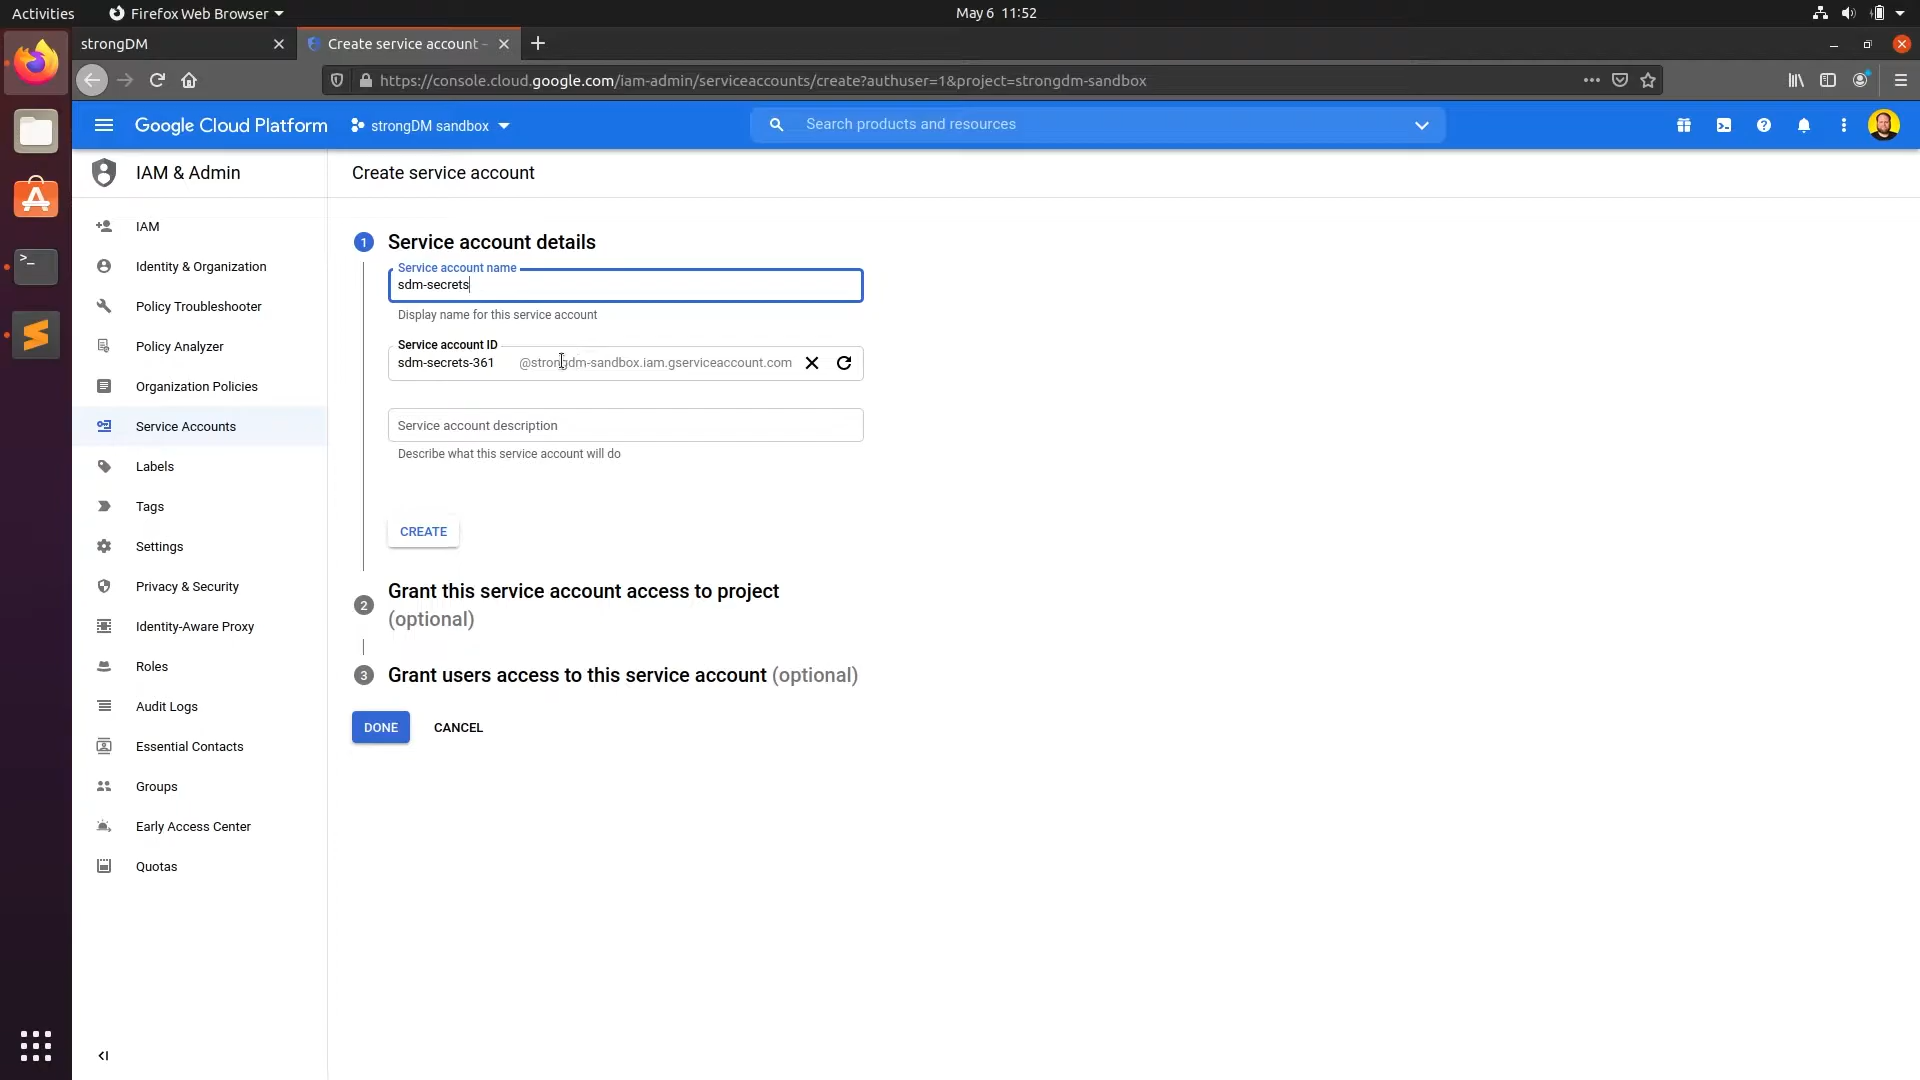 Activities
Firefox Web Browser
May 6 11:52
strongDM
Create service account -
https://console.cloud.google.com/iam-admin/serviceaccounts/create?authuser=1&project=strongdm-sandbox
Google Cloud Platform
strongDM sandbox
Search products and resources
IAM & Admin
Create service account
IAM
Identity & Organization
Policy Troubleshooter
Policy Analyzer
Organization Policies
Service Accounts
Labels
Tags
Settings
Privacy & Security
Identity-Aware Proxy
Roles
Audit Logs
Essential Contacts
Groups
Early Access Center
Quotas
1 Service account details
Service account name
sdm-secrets
Display name for this service account
Service account ID
sdm-secrets-361 @strongdm-sandbox.iam.gserviceaccount.com
Service account description
Describe what this service account will do
CREATE
2 Grant this service account access to project
(optional)
3 Grant users access to this service account (optional)
DONE CANCEL